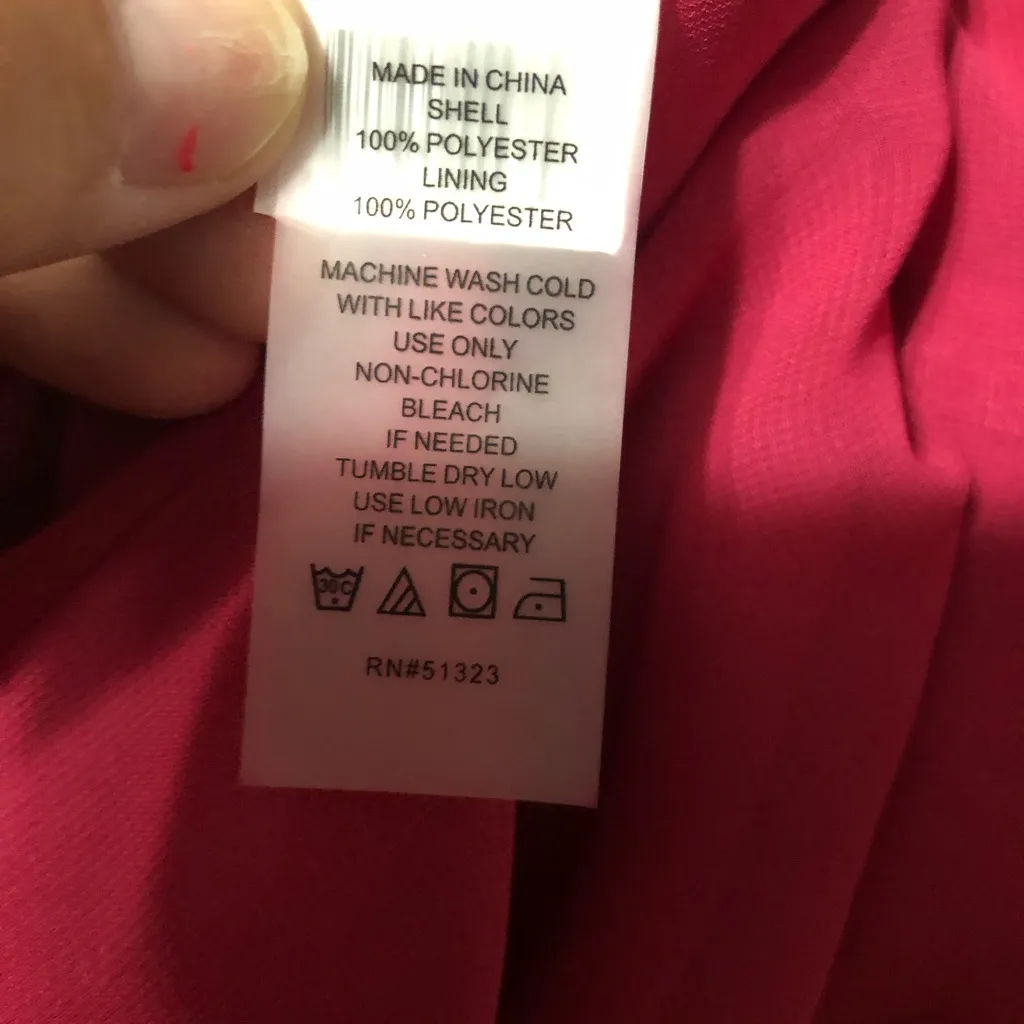 MADE IN CHINA
SHELL
100% POLYESTER
LINING
100% POLYESTER
MACHINE WASH COLD
WITH LIKE COLORS
USE ONLY
NON-CHLORINE
BLEACH
IF NEEDED
TUMBLE DRY LOW
USE LOW IRON
IF NECESSARY
30C
RN#51323